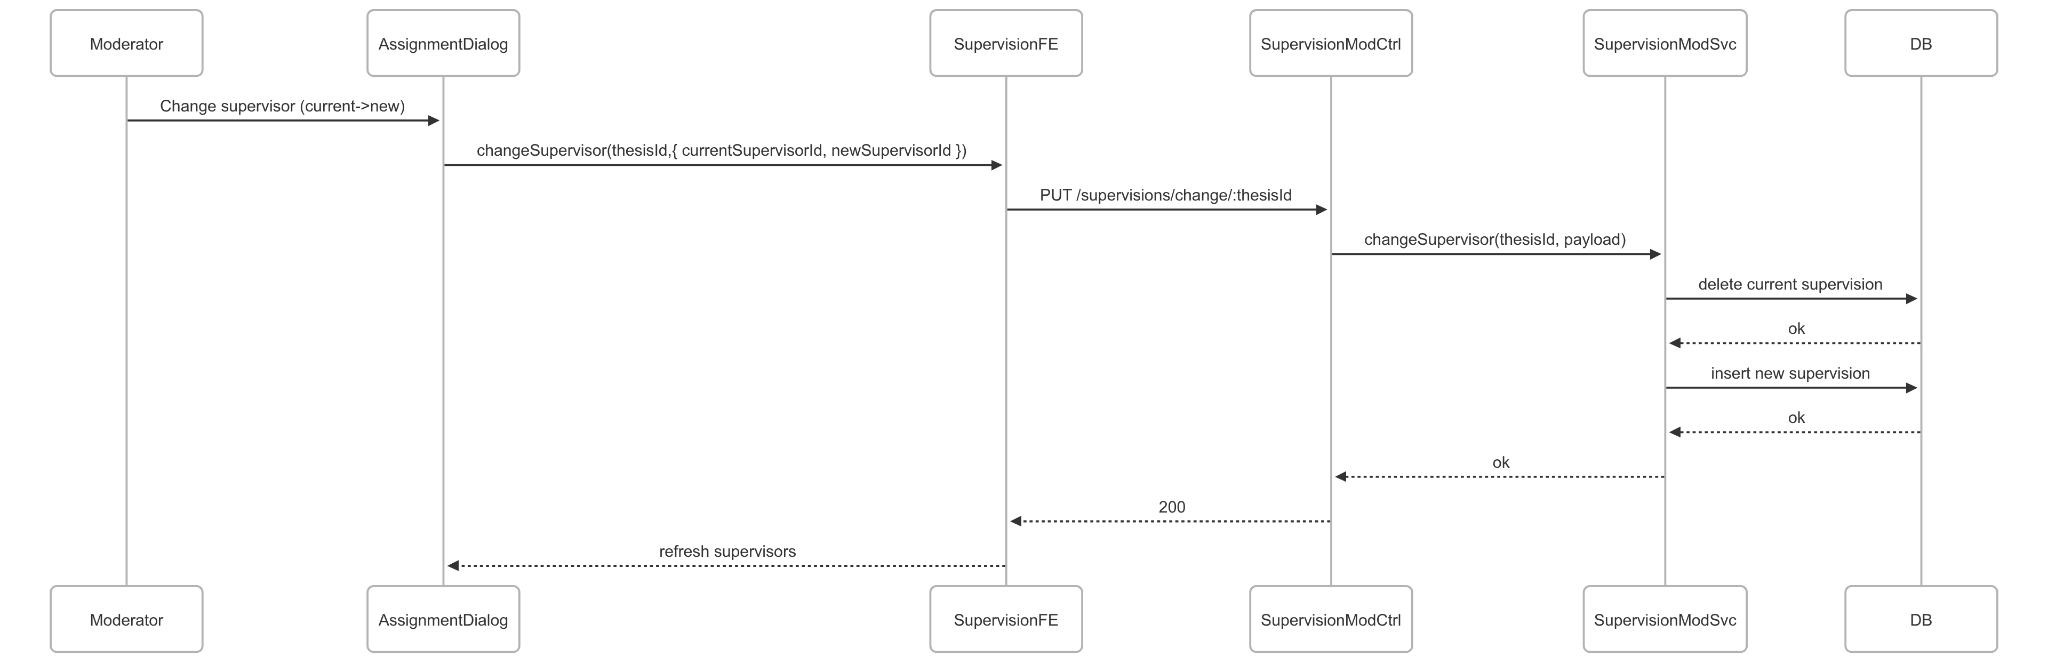 Moderator
AssignmentDialog
SupervisionFE
SupervisionModCtrl
SupervisionModSvc
DB
Change supervisor (current->new)
changeSupervisor(thesisId,{ currentSupervisorId, newSupervisorId })
PUT /supervisions/change/:thesisId
changeSupervisor(thesisId, payload)
delete current supervision
ok
insert new supervision
ok
ok
200
refresh supervisors
Moderator
AssignmentDialog
SupervisionFE
SupervisionModCtrl
SupervisionModSvc
DB